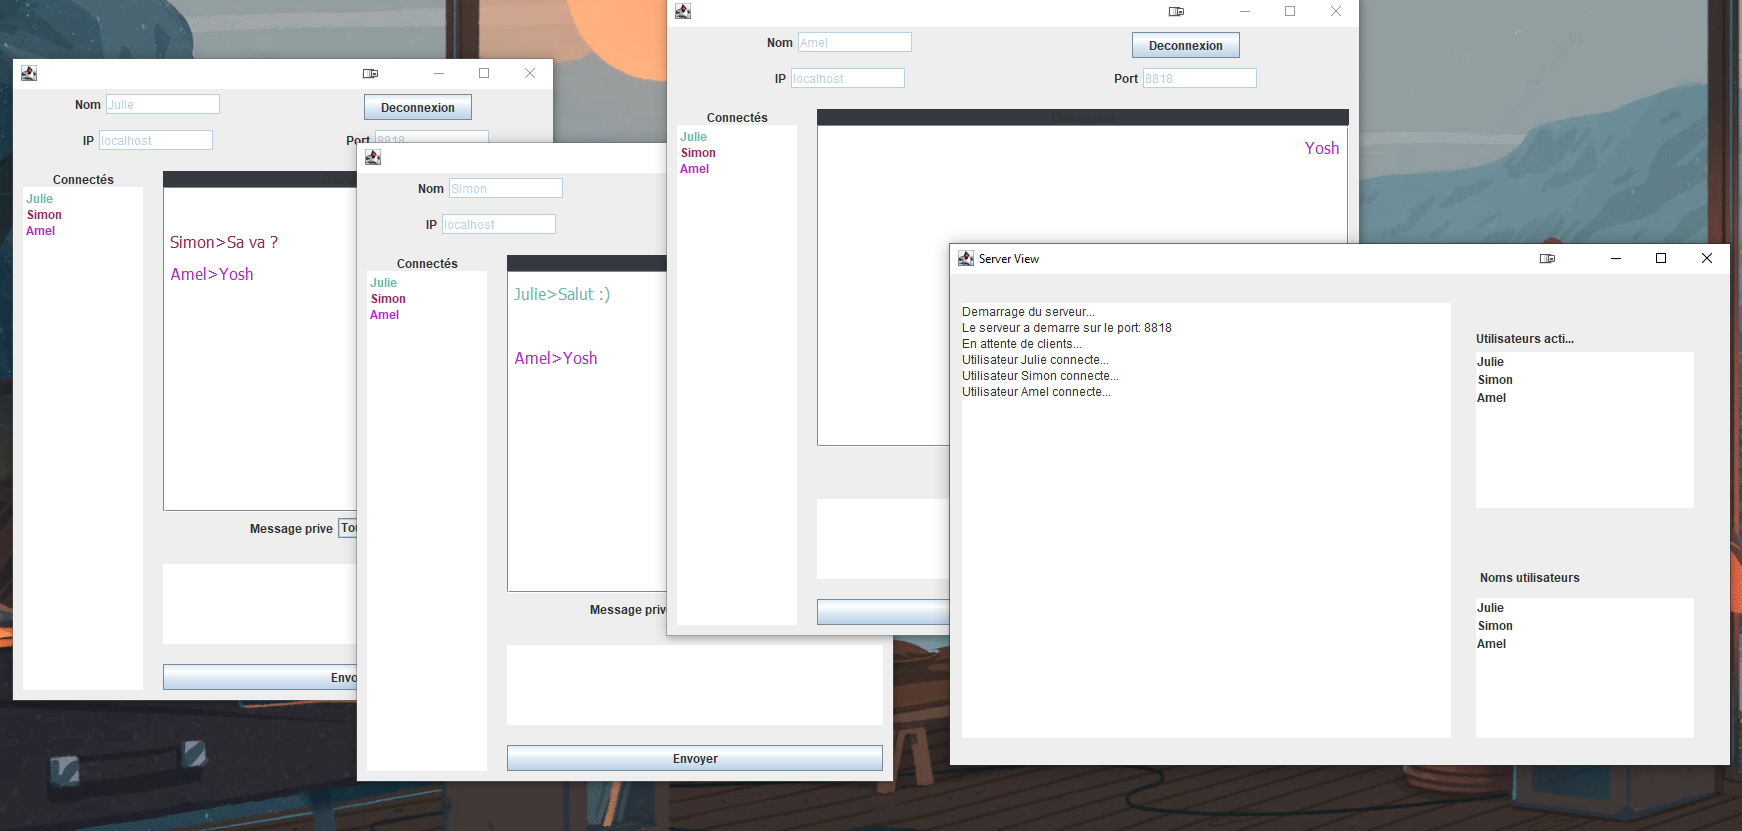 Nom Julie
Deconnexion
IP localhost
Port 8818
Connectés
Julie
Simon
Amel
Simon>Sa va ?
Amel>Yosh
Message prive
Nom Simon
IP localhost
Connectés
Julie
Simon
Amel
Julie>Salut :)
Amel>Yosh
Envoyer
Nom Amel
Deconnexion
IP localhost
Port 8818
Connectés
Discussion
Julie
Simon
Amel
Yosh
Server View
Demarrage du serveur...
Le serveur a demarre sur le port: 8818
En attente de clients...
Utilisateur Julie connecte...
Utilisateur Simon connecte...
Utilisateur Amel connecte...
Utilisateurs acti...
Julie
Simon
Amel
Noms utilisateurs
Julie
Simon
Amel